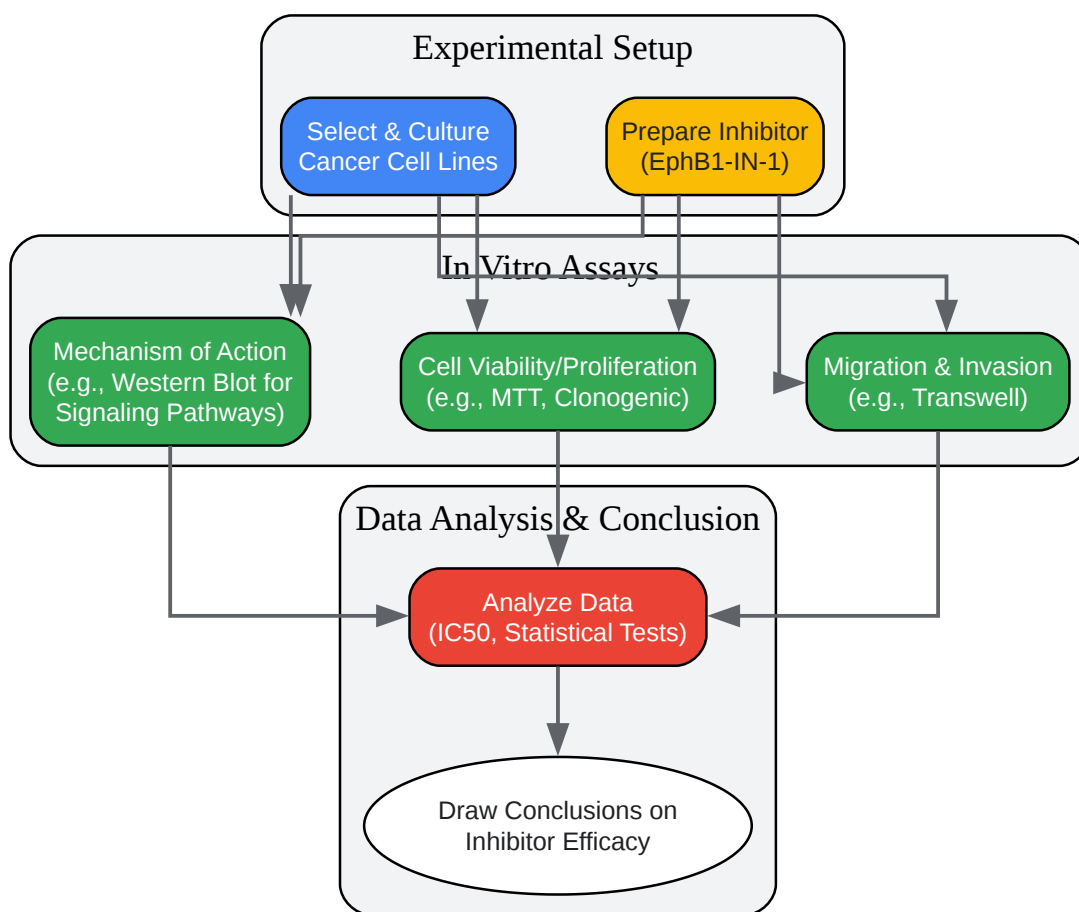 Experimental Setup
Select & Culture
Cancer Cell Lines
Prepare Inhibitor
(EphB1-IN-1)
In Vitro Assays
Mechanism of Action
(e.g., Western Blot for
Signaling Pathways)
Cell Viability/Proliferation
(e.g., MTT, Clonogenic)
Migration & Invasion
(e.g., Transwell)
Data Analysis & Conclusion
Analyze Data
(IC50, Statistical Tests)
Draw Conclusions on
Inhibitor Efficacy